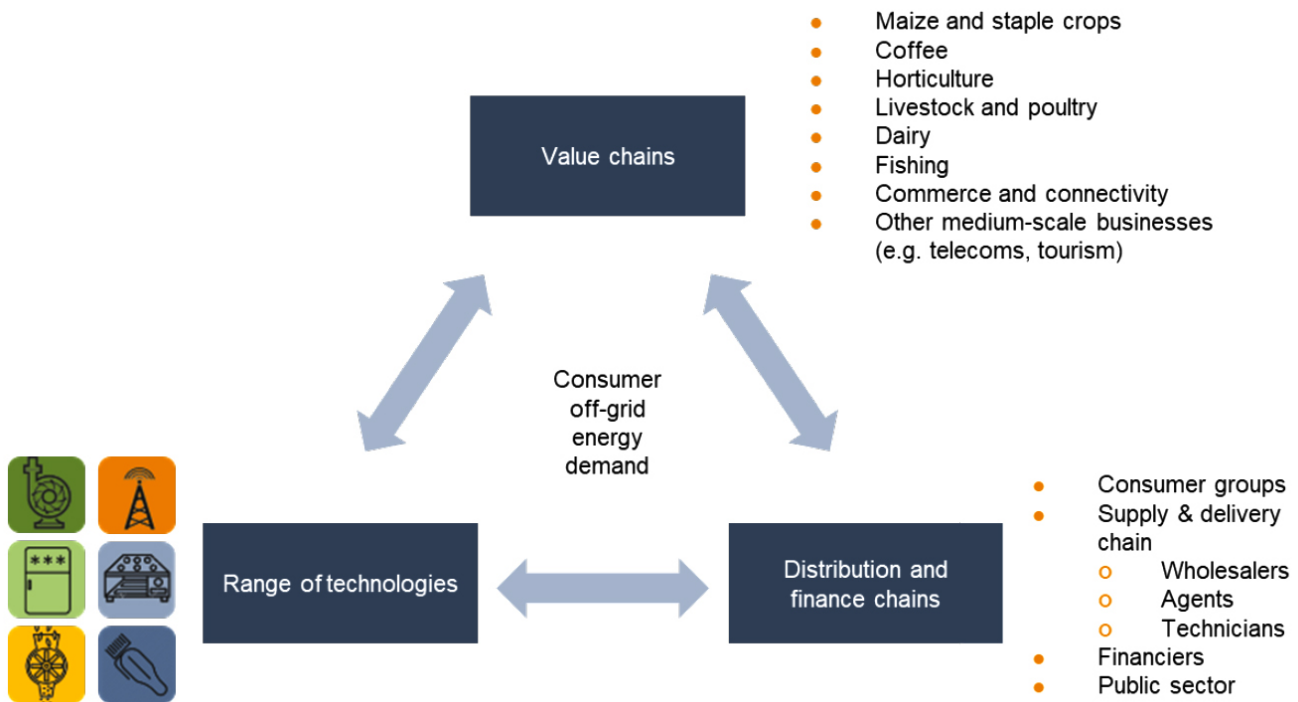 Maize and staple crops
Coffee
Horticulture
Livestock and poultry
Dairy
Fishing
Commerce and connectivity
Other medium-scale businesses
(e.g. telecoms, tourism)
Value chains
Consumer
off-grid
energy
demand
Range of technologies
Distribution and
finance chains
Consumer groups
Supply & delivery
chain
Wholesalers
Agents
Technicians
Financiers
Public sector